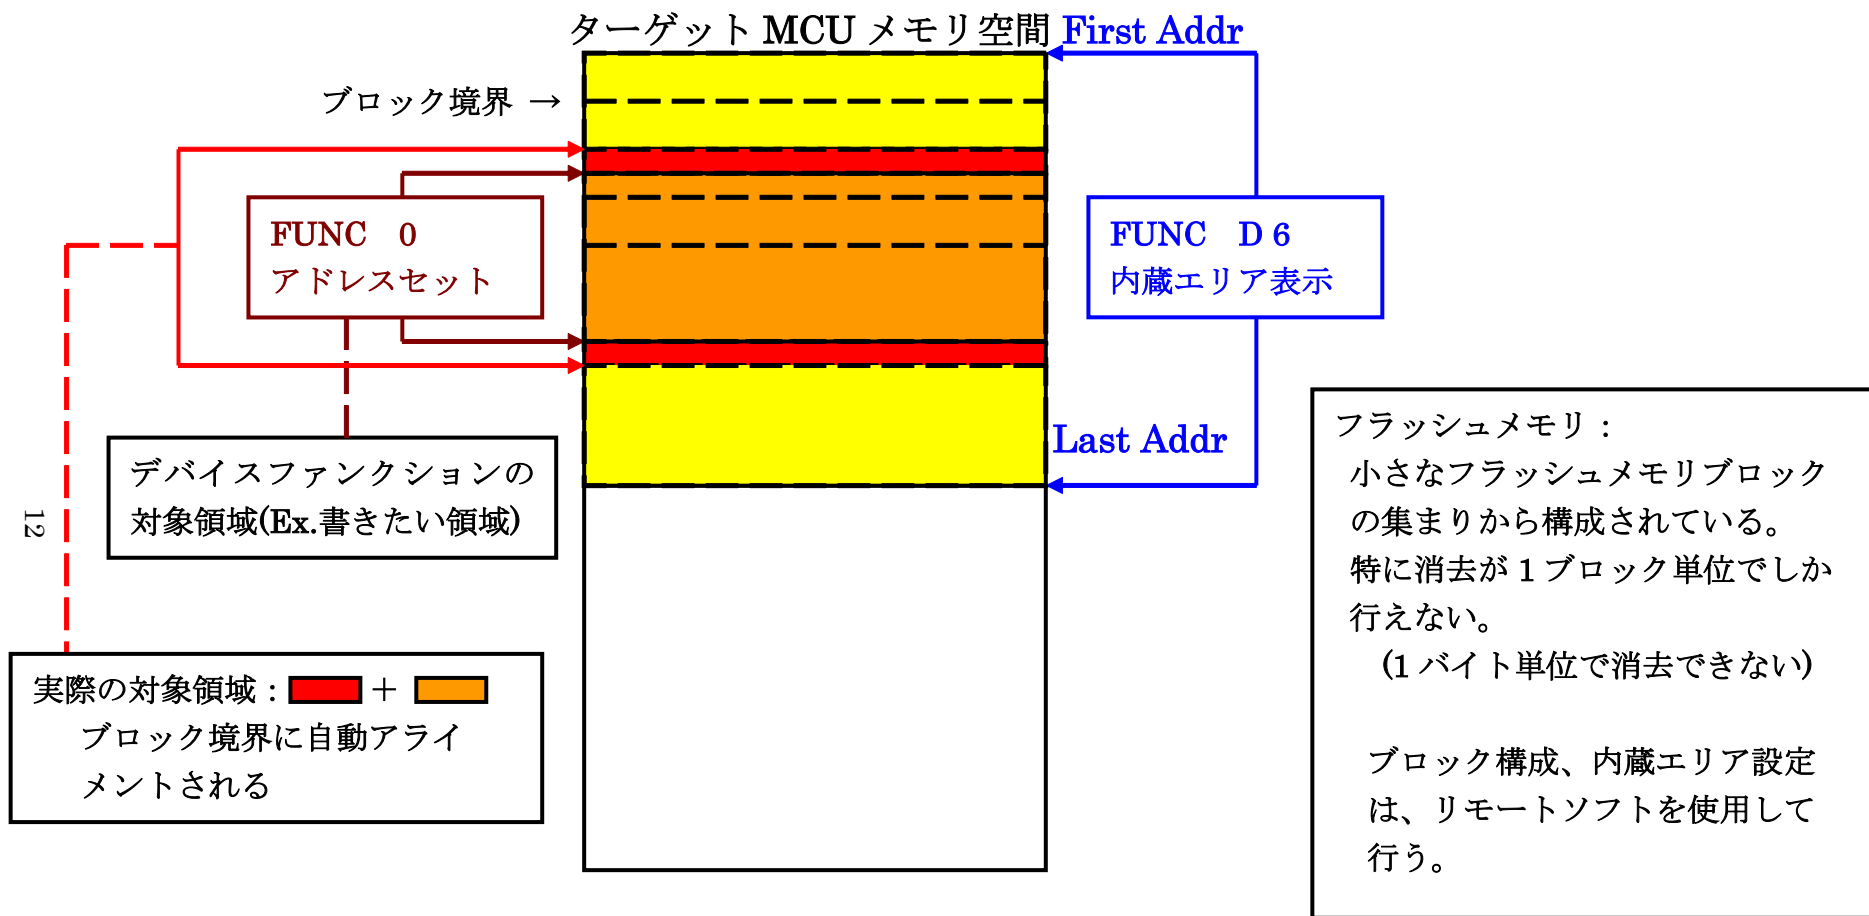 ターゲット MCU メモリ空間
First Addr
ブロック境界 →
FUNC 0
アドレスセット
FUNC D6
内蔵エリア表示
Last Addr
デバイスファンクションの
対象領域(Ex.書きたい領域)
12
実際の対象領域：＋
ブロック境界に自動アライ
メントされる
フラッシュメモリ：
小さなフラッシュメモリブロック
の集まりから構成されている。
特に消去が１ブロック単位でしか
行えない。
(1 バイト単位で消去できない)
ブロック構成、内蔵エリア設定
は、リモートソフトを使用して
行う。